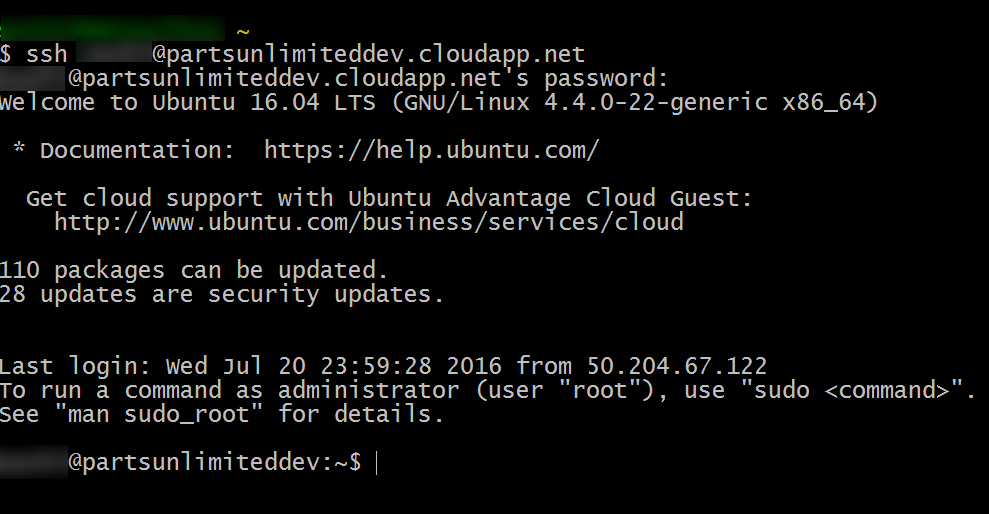 ~
$ ssh @partsunlimiteddev.cloudapp.net
@partsunlimiteddev.cloudapp.net's password:
Welcome to Ubuntu 16.04 LTS (GNU/Linux 4.4.0-22-generic x86_64)
* Documentation: https://help.ubuntu.com/
Get cloud support with Ubuntu Advantage Cloud Guest:
http://www.ubuntu.com/business/services/cloud
110 packages can be updated.
28 updates are security updates.
Last login: Wed Jul 20 23:59:28 2016 from 50.204.67.122
To run a command as administrator (user "root"), use "sudo <command>".
See "man sudo_root" for details.
@partsunlimiteddev:~$